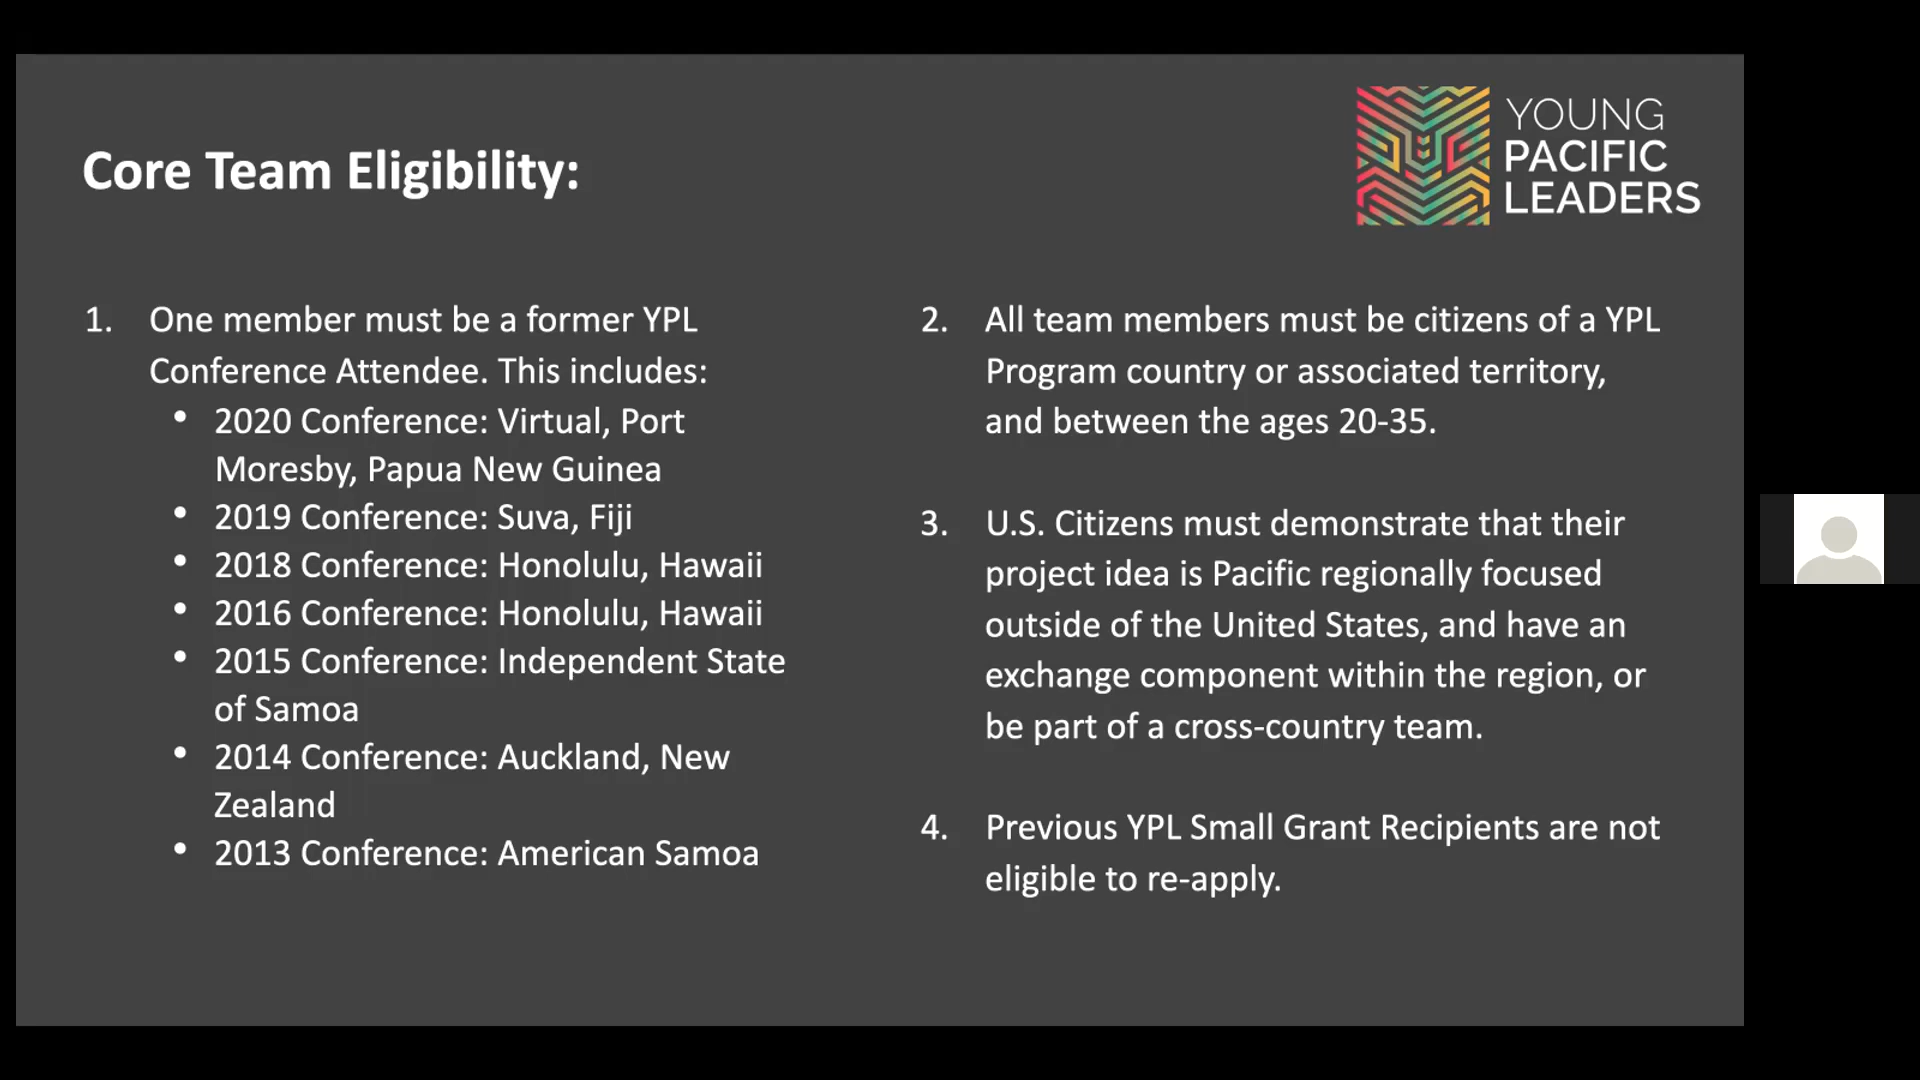 YOUNG
PACIFIC
LEADERS
Core Team Eligibility:
1. One member must be a former YPL
Conference Attendee. This includes:
• 2020 Conference: Virtual, Port
Moresby, Papua New Guinea
• 2019 Conference: Suva, Fiji
• 2018 Conference: Honolulu, Hawaii
• 2016 Conference: Honolulu, Hawaii
• 2015 Conference: Independent State
of Samoa
• 2014 Conference: Auckland, New
Zealand
• 2013 Conference: American Samoa
2. All team members must be citizens of a YPL
Program country or associated territory,
and between the ages 20-35.
3. U.S. Citizens must demonstrate that their
project idea is Pacific regionally focused
outside of the United States, and have an
exchange component within the region, or
be part of a cross-country team.
4. Previous YPL Small Grant Recipients are not
eligible to re-apply.